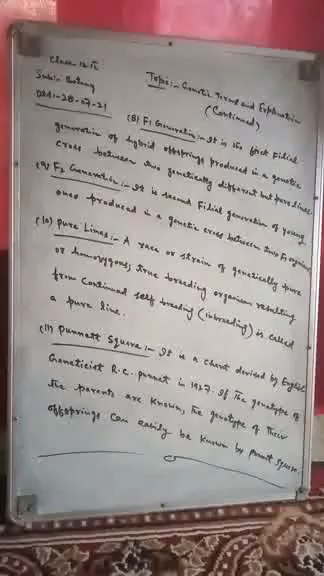 Class-12th
Sub:- Botany
Date-28-07-21
Topic:- Genetic Terms and Explanation
(Continued)
(8) F1 Generation:- It is the first Filial
generation of hybrid offsprings produced in a genetic
cross between two genetically different but pure lines
(9) F2 Generation:- It is second Filial generation of young
ones produced in a genetic cross between two F1 organisms
(10) Pure Lines:- A race or strain of genetically pure
or homozygous, true breeding organism resulting
from Continued self breeding (inbreeding) is called
a pure line.
(11) Punnett Square:- It is a chart devised by English
Geneticist R.C. punnet in 1927. If the genotype of
the parents are known, the genotype of their
offsprings can easily be known by punnet square